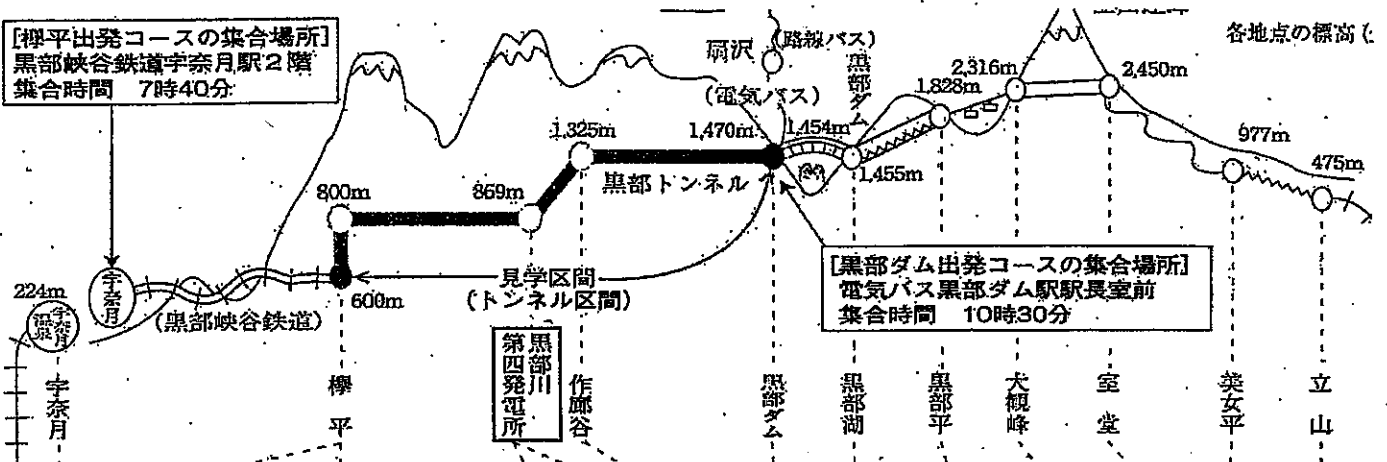 [欅平出発コースの集合場所]
黒部峡谷鉄道宇奈月駅2階
集合時間 7時40分
扇沢
(路線バス)
各地点の標高
(電気バス)
黒部ダム
2,316m
2,450m
1,828m
1,325m
1,470m
1,454m
1,455m
977m
475m
800m
869m
黒部トンネル
見学区間
(トンネル区間)
600m
[黒部ダム出発コースの集合場所]
電気バス黒部ダム駅駅長室前
集合時間 10時30分
224m
宇奈月温泉
宇奈月
(黒部峡谷鉄道)
宇奈月
欅平
黒部川
第四発電所
作廊谷
黒部ダム
黒部湖
黒部平
大観峰
室堂
美女平
立山